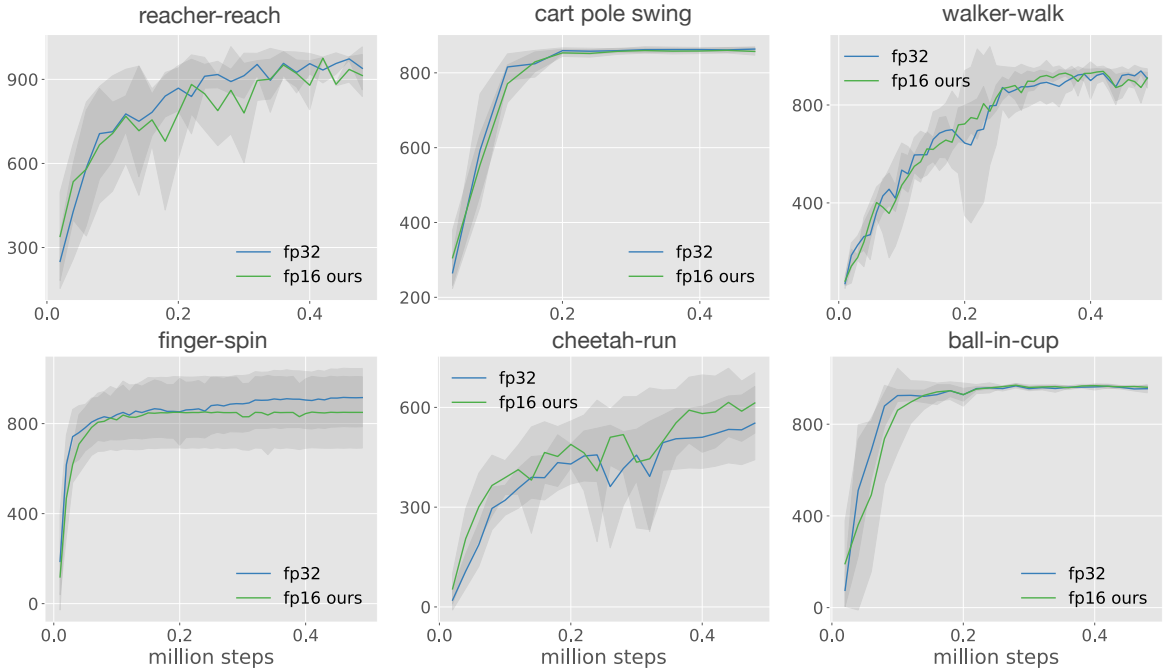 reacher-reach
900
600
300
fp32
fp16 ours
0.0 0.2 0.4
cart pole swing
800
600
400
200
fp32
fp16 ours
0.2 0.4
walker-walk
fp32
fp16 ours
800
400
0.0 0.2 0.4
finger-spin
800
400
0
fp32
fp16 ours
0.0 0.2 0.4
million steps
cheetah-run
fp32
fp16 ours
600
300
0
0.2 0.4
million steps
ball-in-cup
800
400
0
fp32
fp16 ours
0.2 0.4
million steps